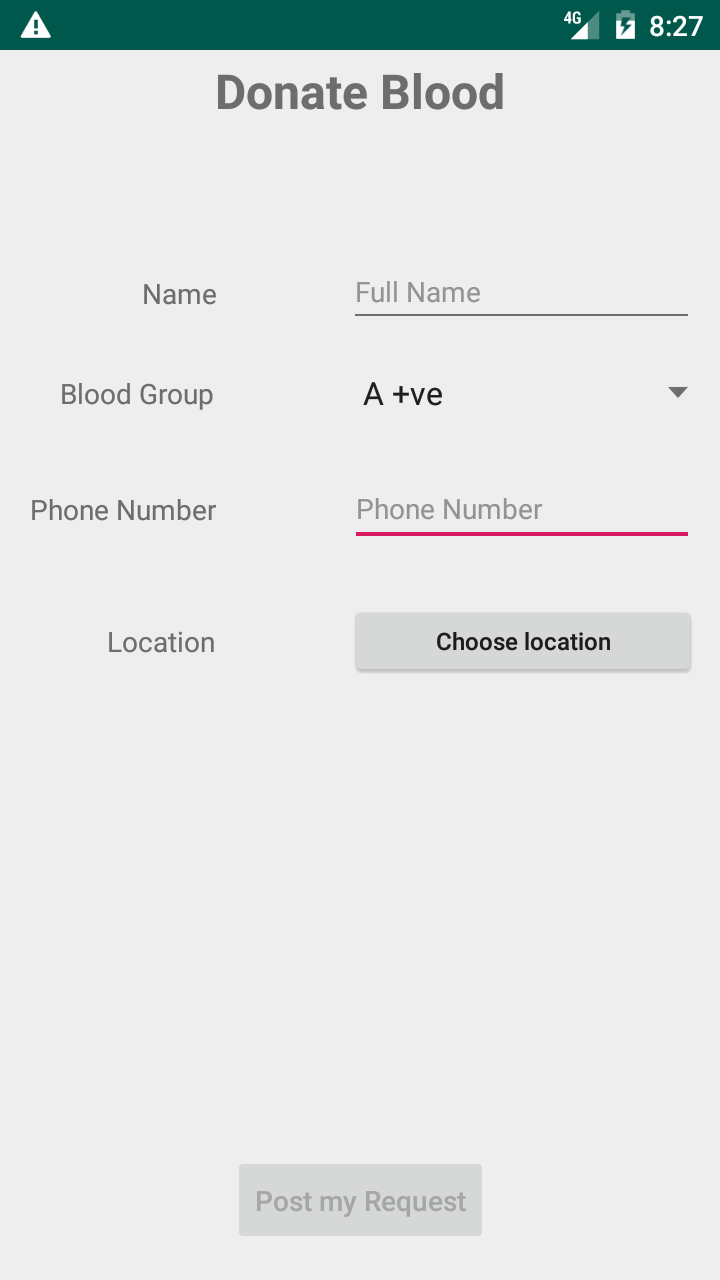 4G 8:27
Donate Blood
Name Full Name
Blood Group A +ve
Phone Number Phone Number
Location Choose location
Post my Request